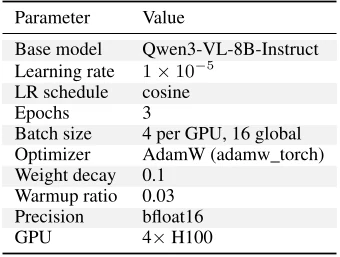 Parameter Value
Base model Qwen3-VL-8B-Instruct
Learning rate 1 × 10⁻⁵
LR schedule cosine
Epochs 3
Batch size 4 per GPU, 16 global
Optimizer AdamW (adamw_torch)
Weight decay 0.1
Warmup ratio 0.03
Precision bfloat16
GPU 4× H100